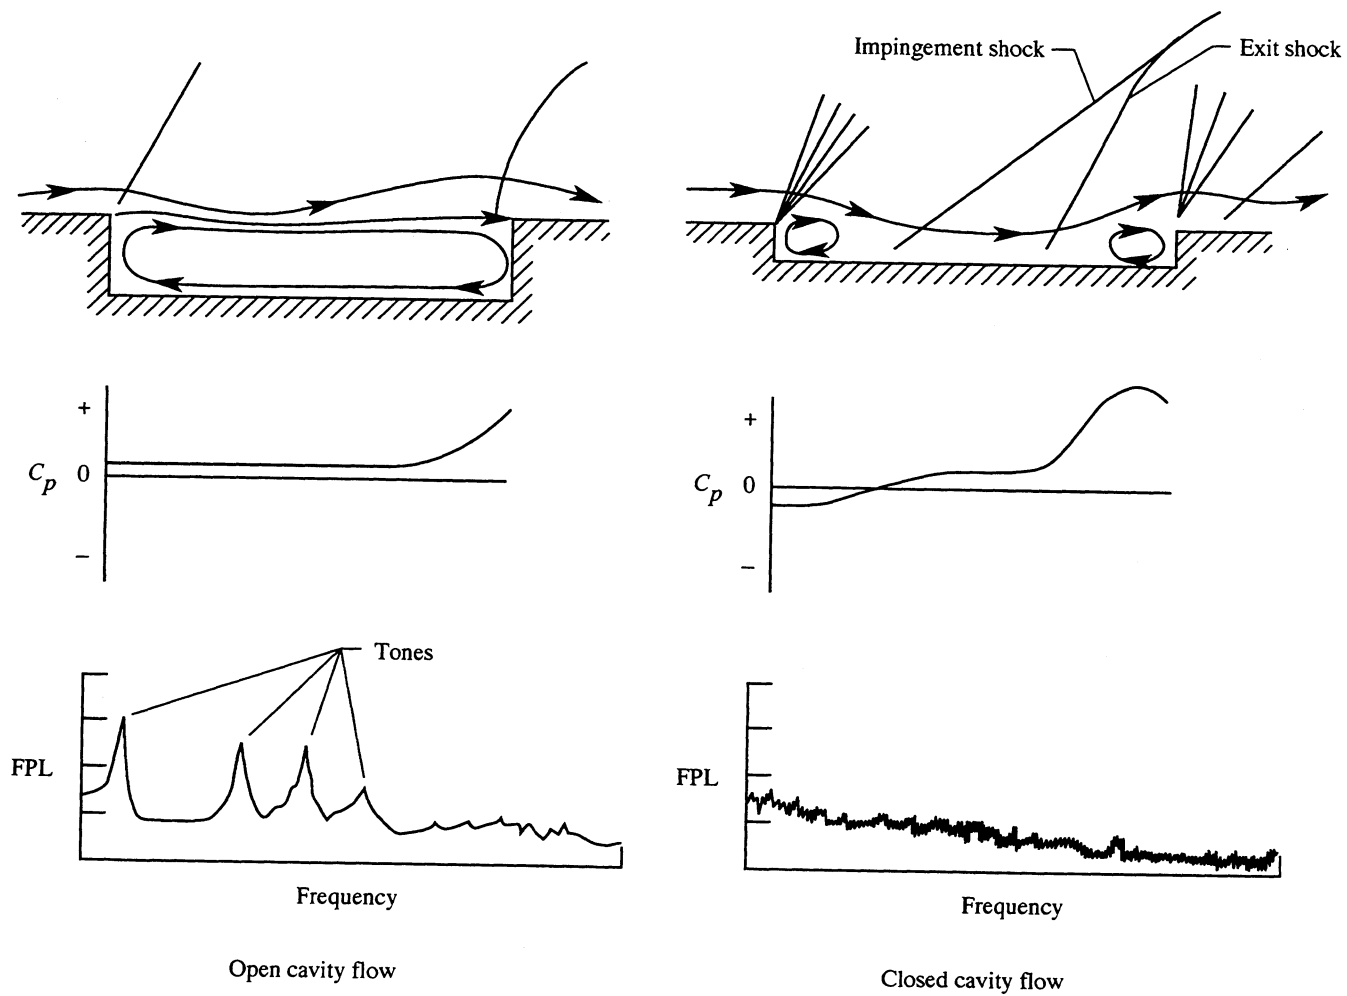 Impingement shock
Exit shock
+
C_p 0
−
+
C_p 0
−
Tones
FPL
Frequency
Open cavity flow
FPL
Frequency
Closed cavity flow